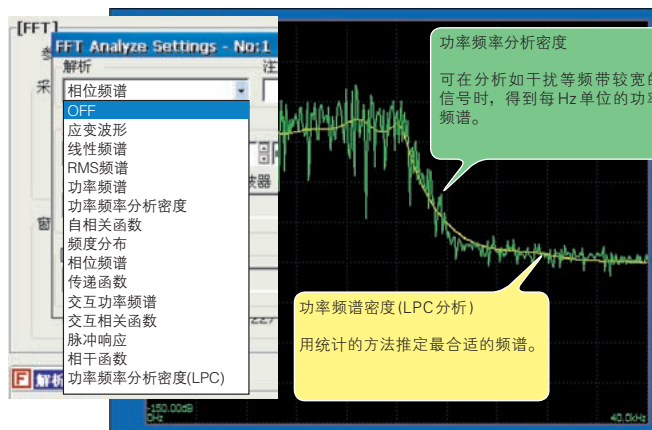 [FFT]
FFT Analyze Settings - No:1
解析
注
采
相位频谱
OFF
应变波形
线性频谱
RMS频谱
功率频谱
功率频率分析密度
自相关函数
频度分布
相位频谱
传递函数
交互功率频谱
交互相关函数
脉冲响应
相干函数
功率频率分析密度(LPC)
波器
窗
F 解析
功率频率分析密度
可在分析如干扰等频带较宽的
信号时，得到每Hz单位的功率
频谱。
功率频谱密度(LPC分析)
用统计的方法推定最合适的频谱。
-150.00dB
0Hz
40.0kHz